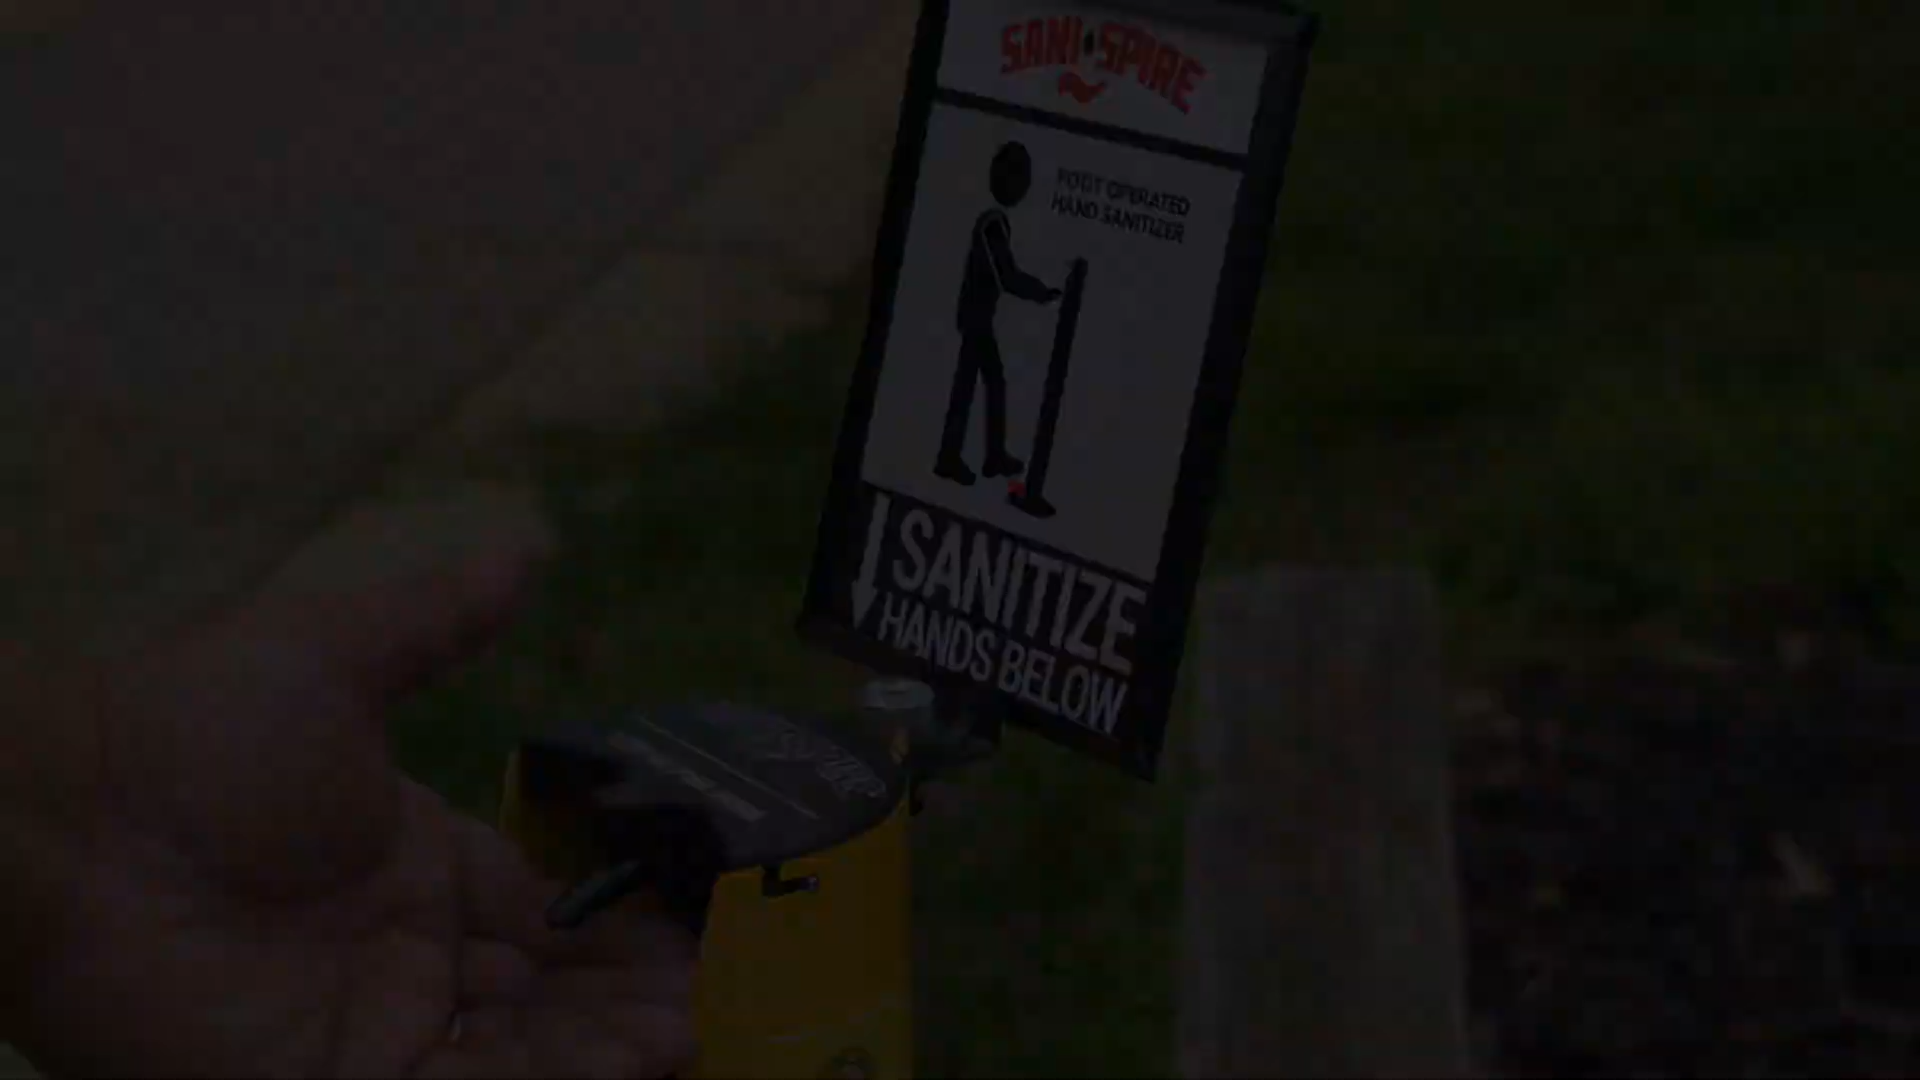 SANI SPIRE
FOOT OPERATED
HAND SANITIZER
SANITIZE
HANDS BELOW